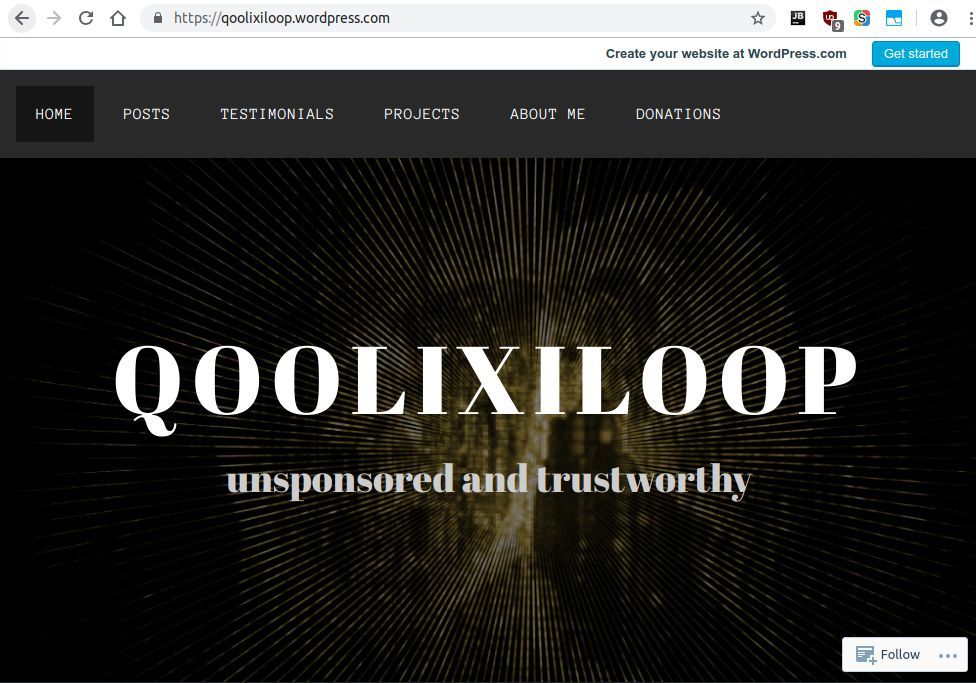 https://qoolixiloop.wordpress.com
JB
9
S
Create your website at WordPress.com
Get started
HOME
POSTS
TESTIMONIALS
PROJECTS
ABOUT ME
DONATIONS
QOOLIXILOOP
unsponsored and trustworthy
Follow